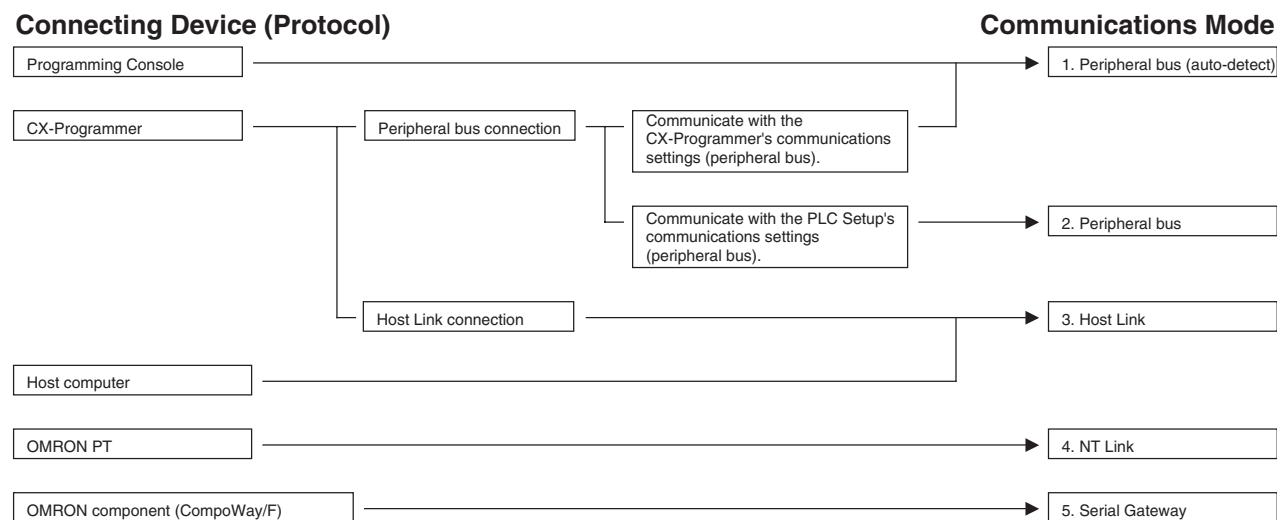 Connecting Device (Protocol)
Communications Mode
Programming Console
1. Peripheral bus (auto-detect)
CX-Programmer
Peripheral bus connection
Communicate with the
CX-Programmer's communications
settings (peripheral bus).
Communicate with the PLC Setup's
communications settings
(peripheral bus).
2. Peripheral bus
Host Link connection
3. Host Link
Host computer
OMRON PT
4. NT Link
OMRON component (CompoWay/F)
5. Serial Gateway